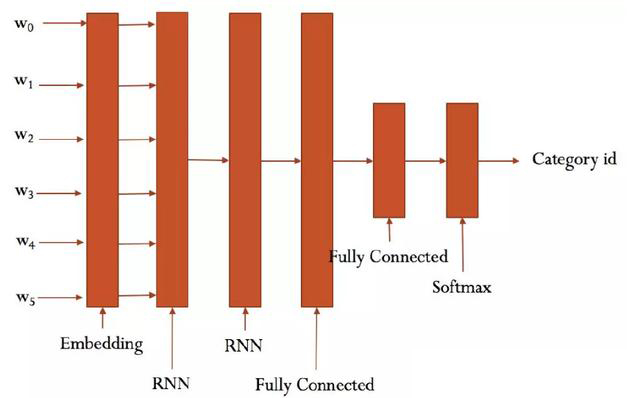 w₀
w₁
w₂
w₃
w₄
w₅
Category id
Fully Connected
Softmax
Embedding
RNN
RNN
Fully Connected